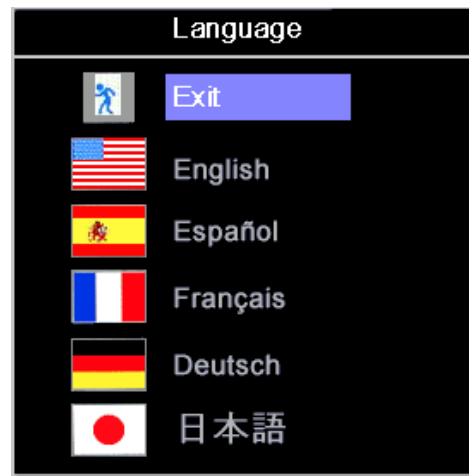 Language
Exit
English
Español
Français
Deutsch
日本語